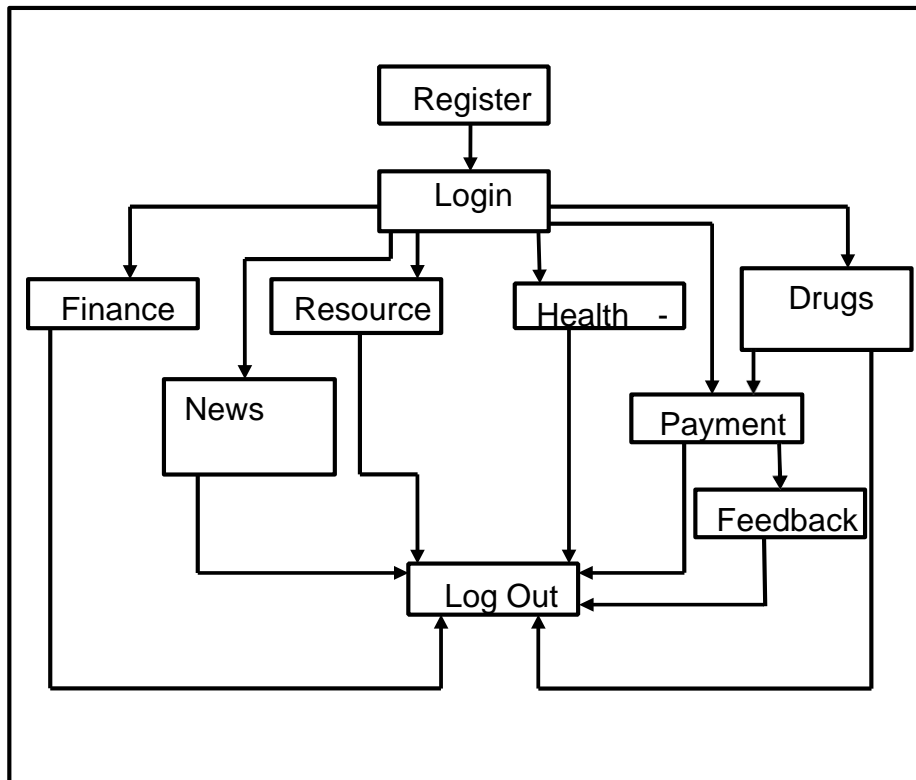 Register
Login
Finance
Resource
Health -
Drugs
News
Payment
Feedback
Log Out